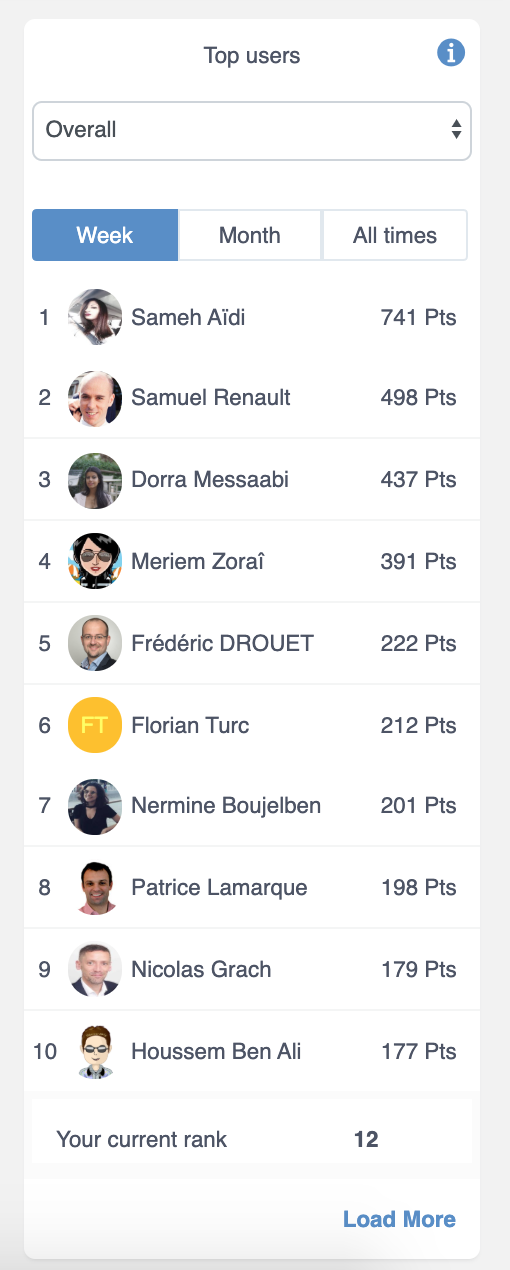 Top users
Overall
Week Month All times
1 Sameh Aïdi 741 Pts
2 Samuel Renault 498 Pts
3 Dorra Messaabi 437 Pts
4 Meriem Zoraî 391 Pts
5 Frédéric DROUET 222 Pts
6 FT Florian Turc 212 Pts
7 Nermine Boujelben 201 Pts
8 Patrice Lamarque 198 Pts
9 Nicolas Grach 179 Pts
10 Houssem Ben Ali 177 Pts
Your current rank 12
Load More